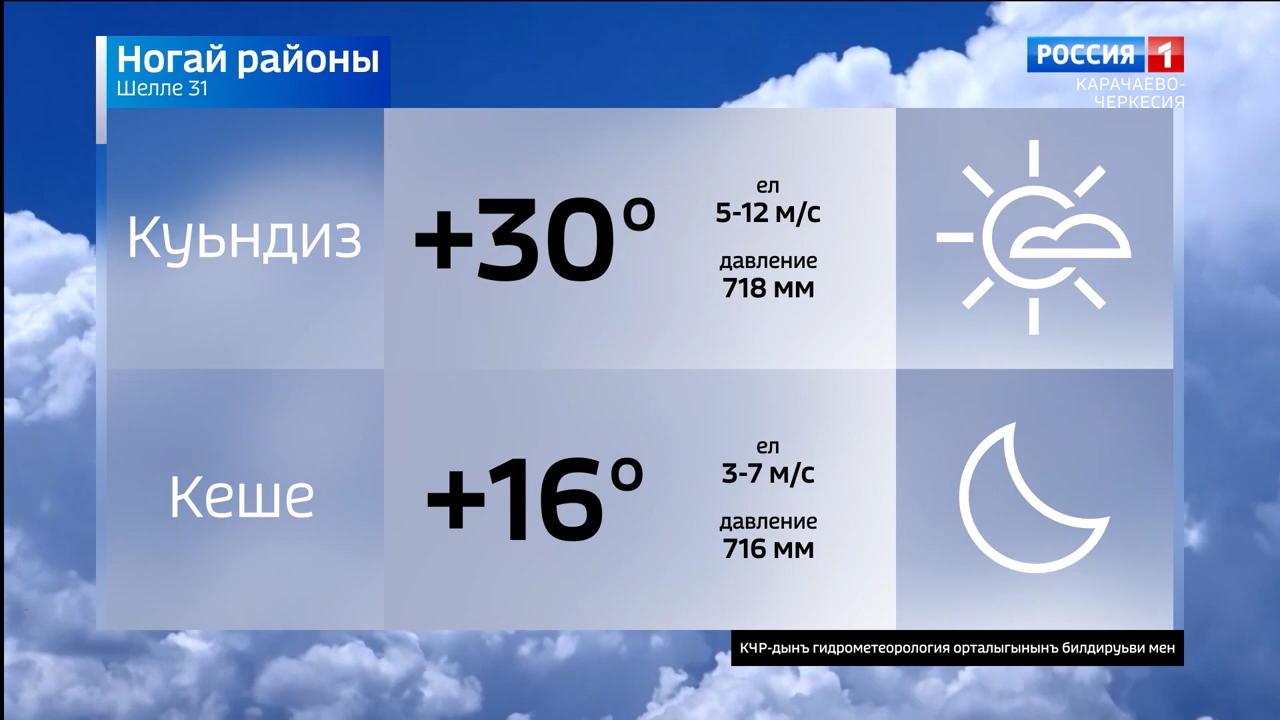 Ногай районы
Шелле 31
РОССИЯ 1
КАРАЧАЕВО-
ЧЕРКЕСИЯ
Куьндиз
+30°
ел
5-12 м/с
давление
718 мм
Кеше
+16°
ел
3-7 м/с
давление
716 мм
КЧР-дынъ гидрометеорология орталыгынынъ билдируьви мен